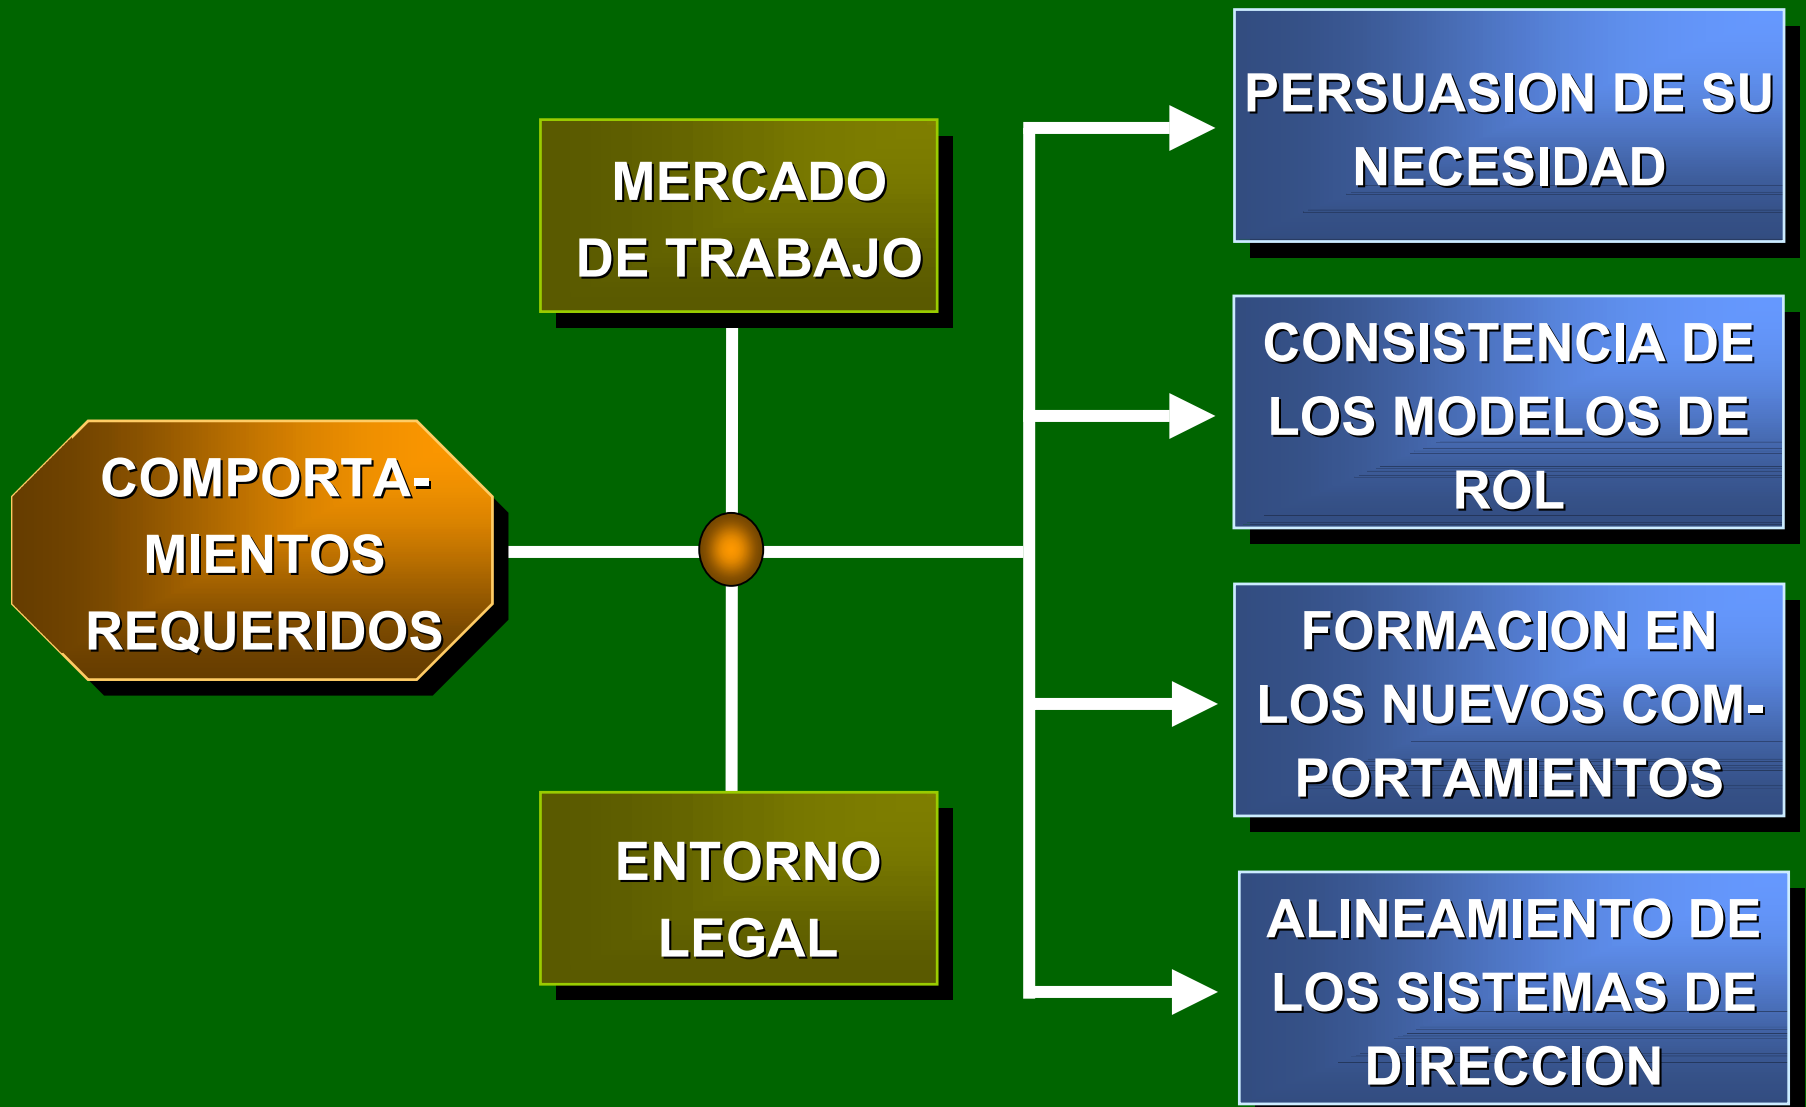 COMPORTA-
MIENTOS
REQUERIDOS
MERCADO
DE TRABAJO
ENTORNO
LEGAL
PERSUASION DE SU
NECESIDAD
CONSISTENCIA DE
LOS MODELOS DE
ROL
FORMACION EN
LOS NUEVOS COM-
PORTAMIENTOS
ALINEAMIENTO DE
LOS SISTEMAS DE
DIRECCION